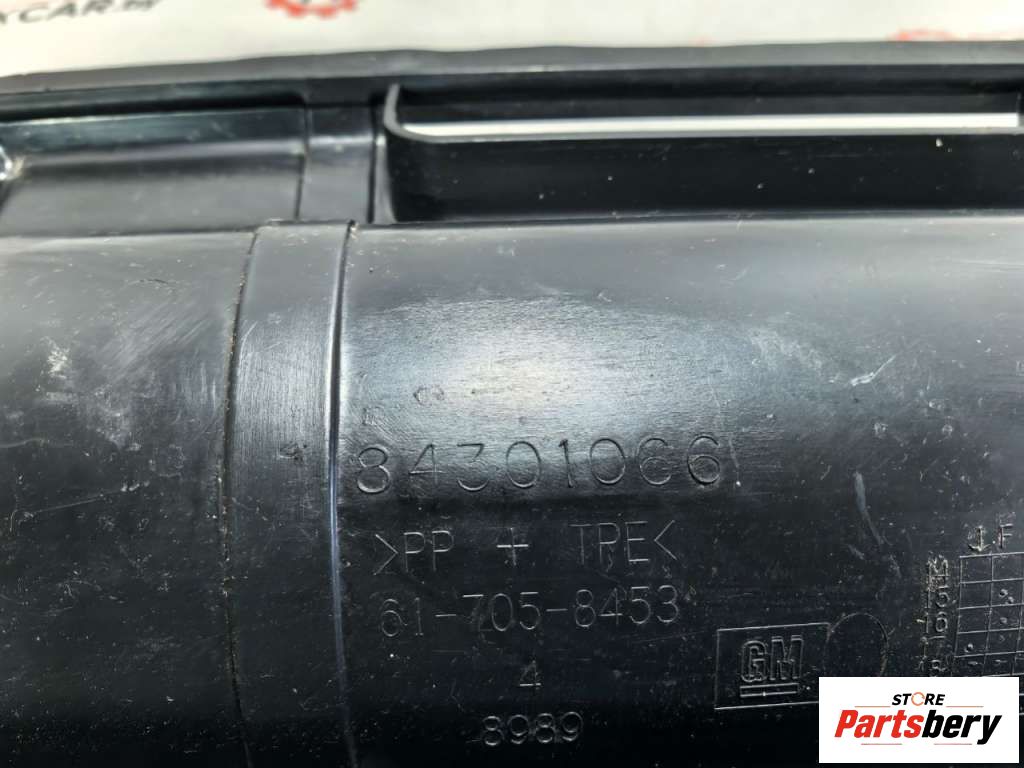 84301066
>PP + TPE<
61-705-8453
GM
4
8989
STORE
Partsbery